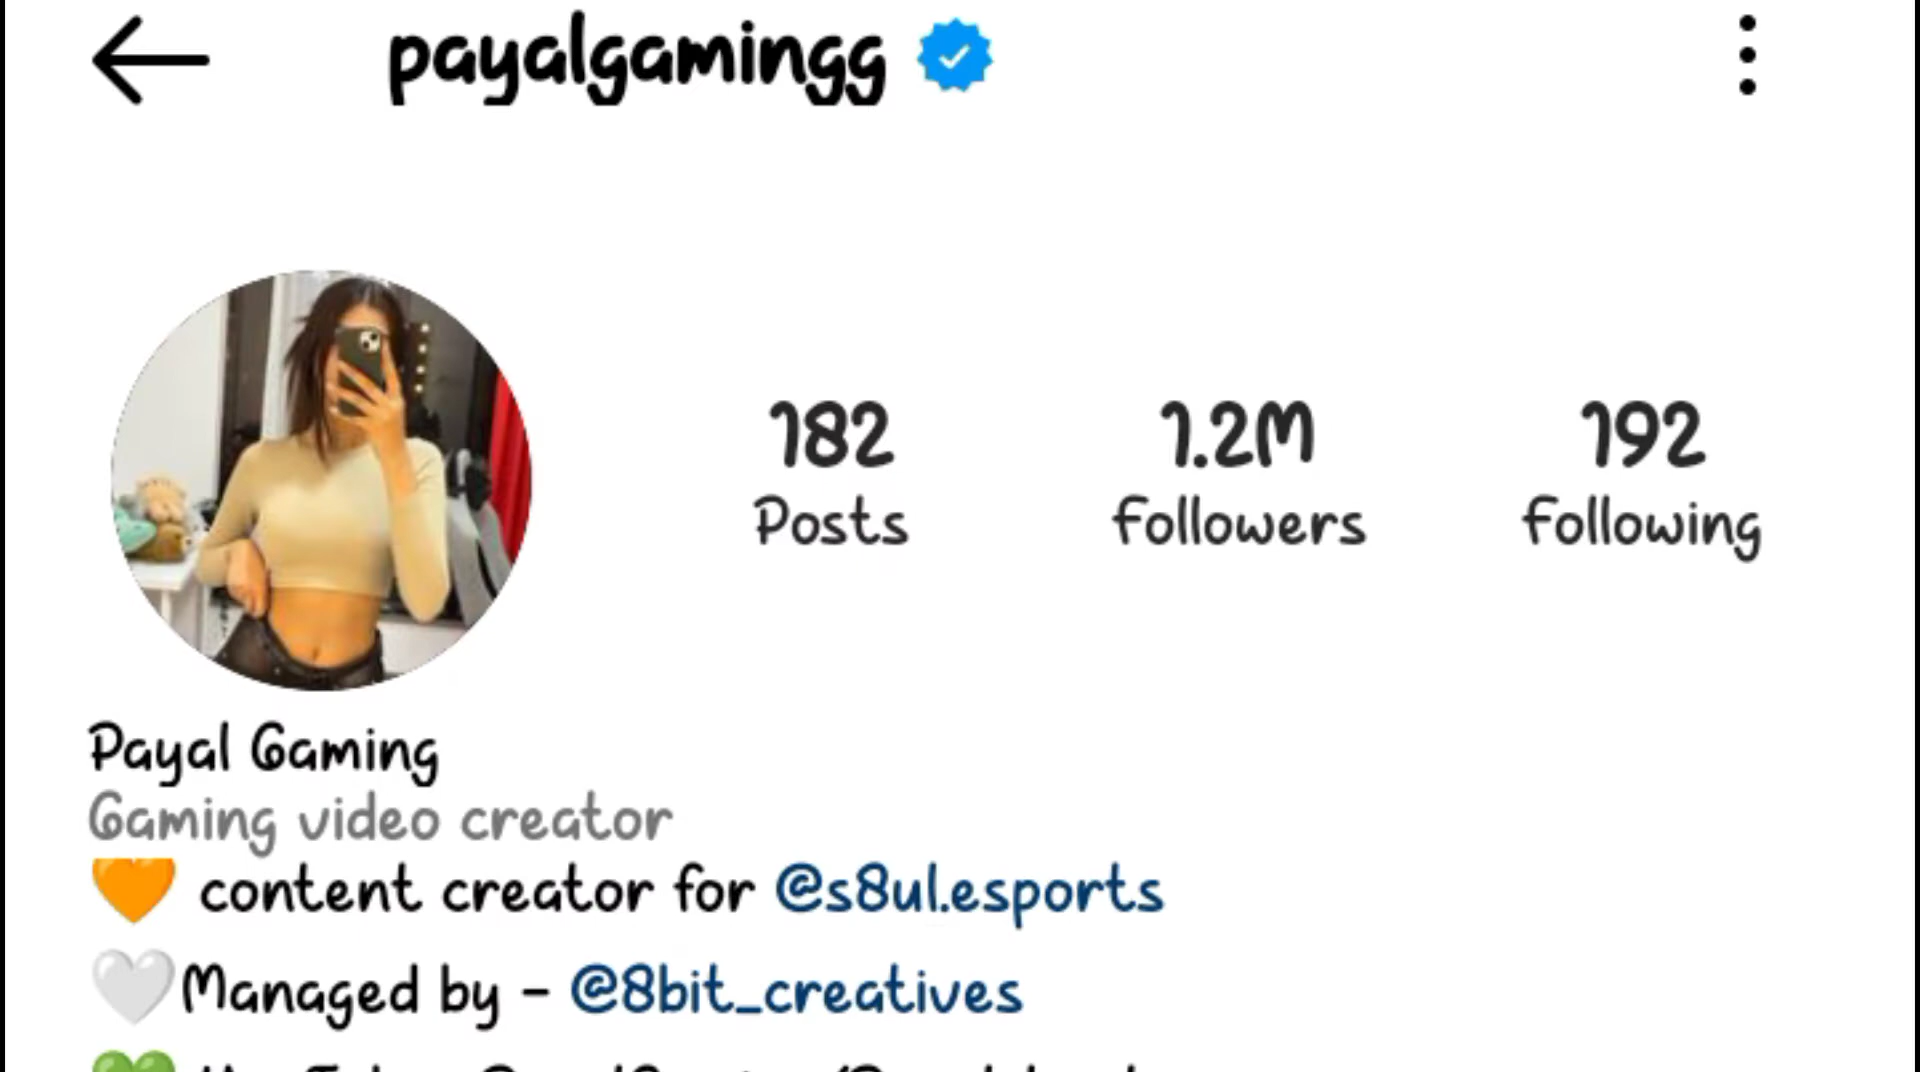 payalgamingg
182 1.2M 192
Posts Followers Following
Payal Gaming
Gaming video creator
🧡 content creator for @s8ul.esports
🤍Managed by - @8bit_creatives
💚